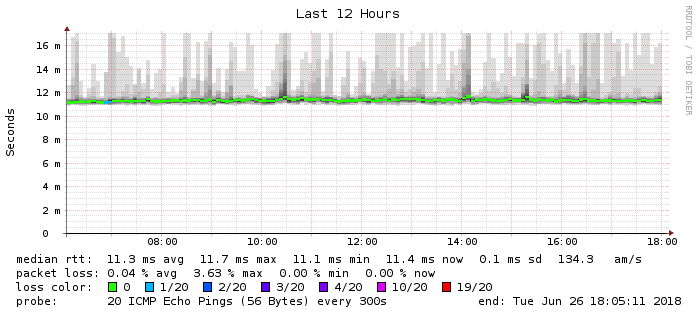 Last 12 Hours
RRDTOOL / TOBI OETIKER
Seconds
16 m
14 m
12 m
10 m
8 m
6 m
4 m
2 m
0
08:00 10:00 12:00 14:00 16:00 18:00
median rtt: 11.3 ms avg 11.7 ms max 11.1 ms min 11.4 ms now 0.1 ms sd 134.3 am/s
packet loss: 0.04 % avg 3.63 % max 0.00 % min 0.00 % now
loss color: 0 1/20 2/20 3/20 4/20 10/20 19/20
probe: 20 ICMP Echo Pings (56 Bytes) every 300s end: Tue Jun 26 18:05:11 2018